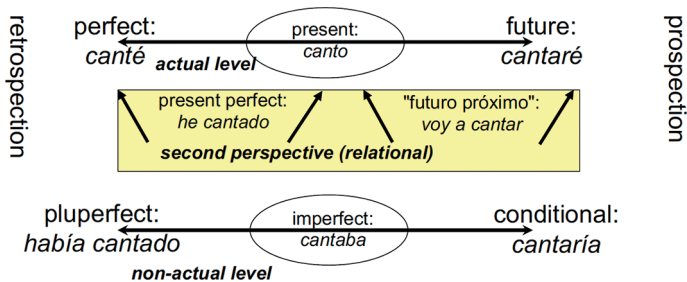 retrospection
perfect:
canté
actual level
present:
canto
future:
cantaré
prospection
present perfect:
he cantado
"futuro próximo":
voy a cantar
second perspective (relational)
pluperfect:
había cantado
imperfect:
cantaba
conditional:
cantaría
non-actual level